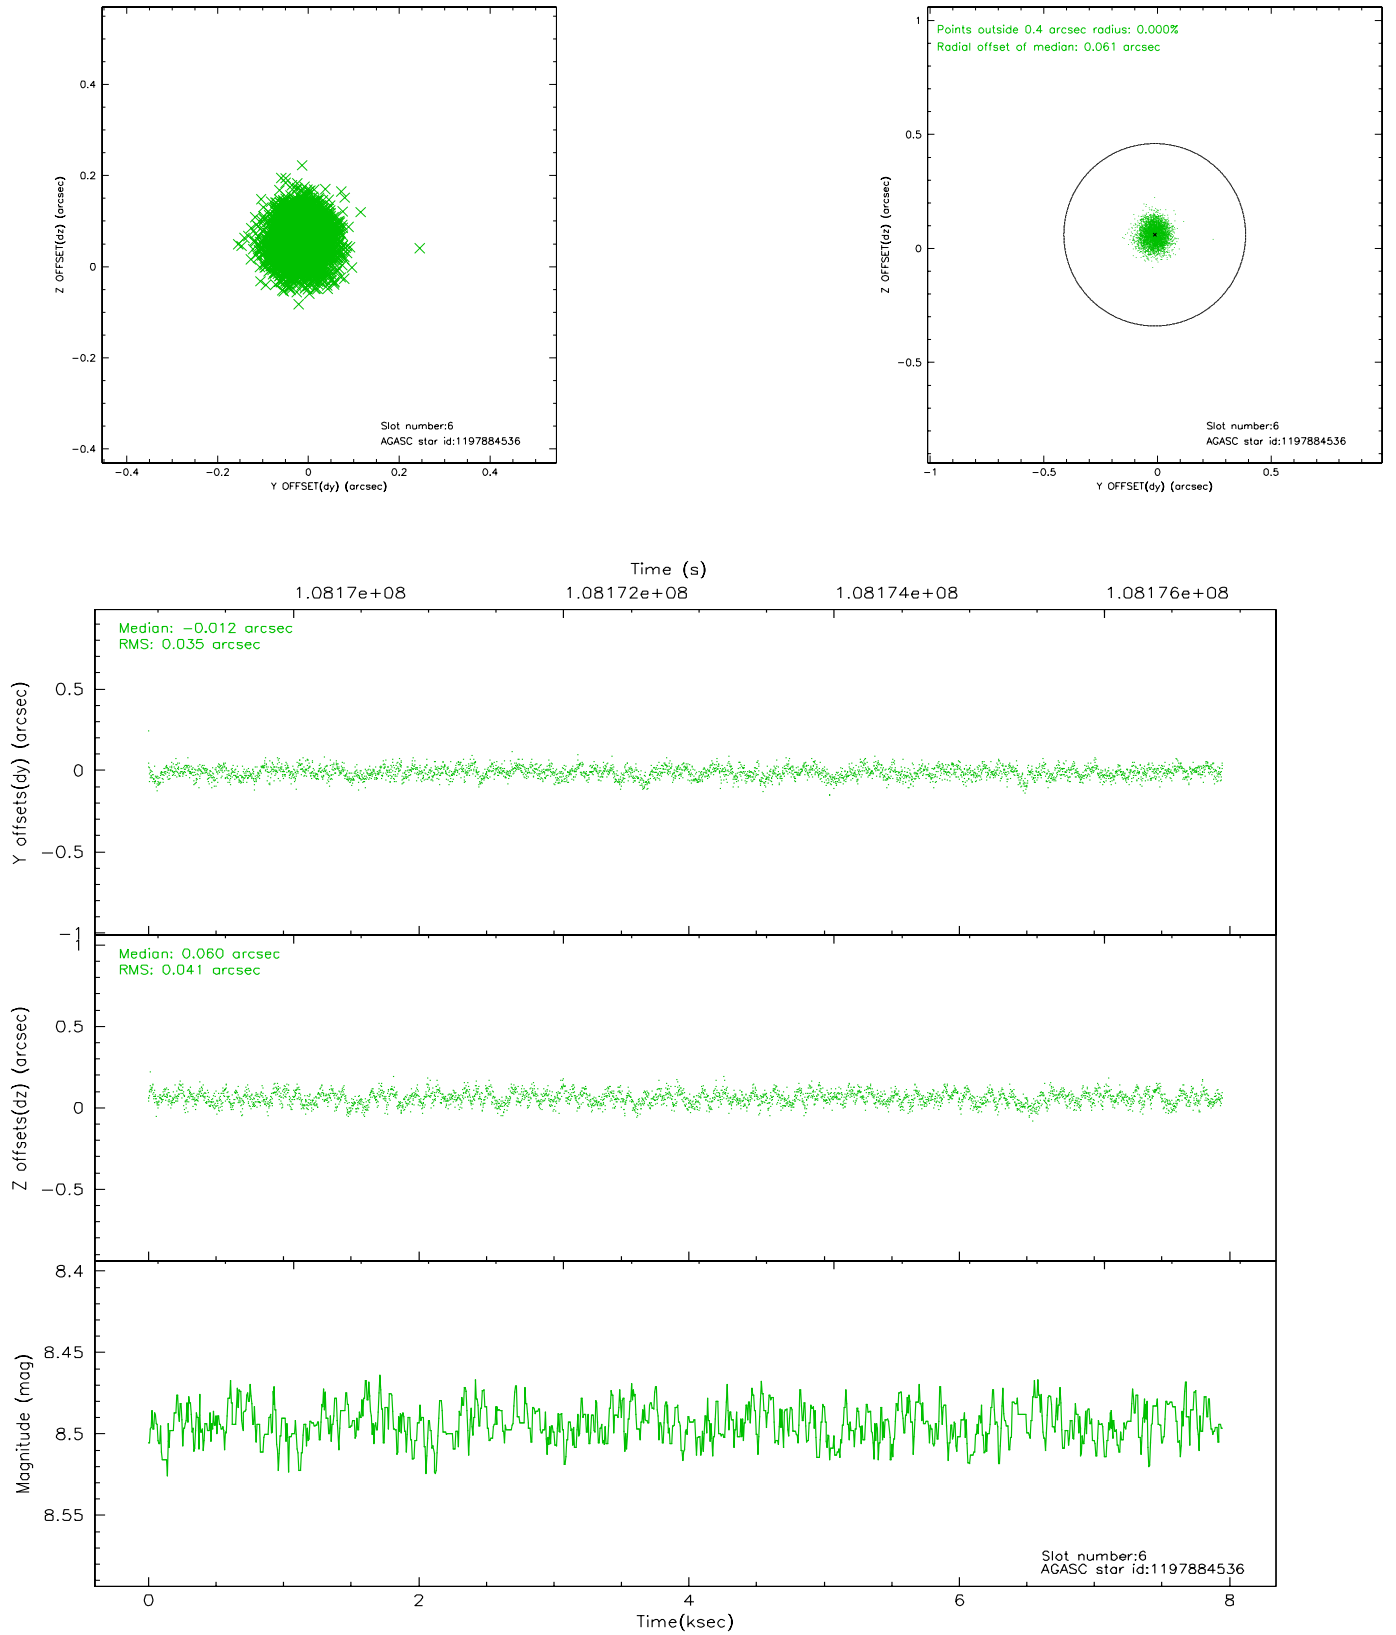 0.4
0.2
0
−0.2
−0.4
Z OFFSET(dz) (arcsec)
Slot number:6
AGASC star id:1197884536
−0.4
−0.2
0
0.2
0.4
Y OFFSET(dy) (arcsec)
Points outside 0.4 arcsec radius: 0.000%
Radial offset of median: 0.061 arcsec
1
0.5
0
−0.5
Z OFFSET(dz) (arcsec)
Slot number:6
AGASC star id:1197884536
−1
−0.5
0
0.5
Y OFFSET(dy) (arcsec)
Time (s)
1.0817e+08
1.08172e+08
1.08174e+08
1.08176e+08
Median: −0.012 arcsec
RMS: 0.035 arcsec
0.5
0
−0.5
−1
Y offsets(dy) (arcsec)
Median: 0.060 arcsec
RMS: 0.041 arcsec
1
0.5
0
−0.5
Z offsets(dz) (arcsec)
8.4
8.45
8.5
8.55
Magnitude (mag)
Slot number:6
AGASC star id:1197884536
0
2
4
6
8
Time(ksec)